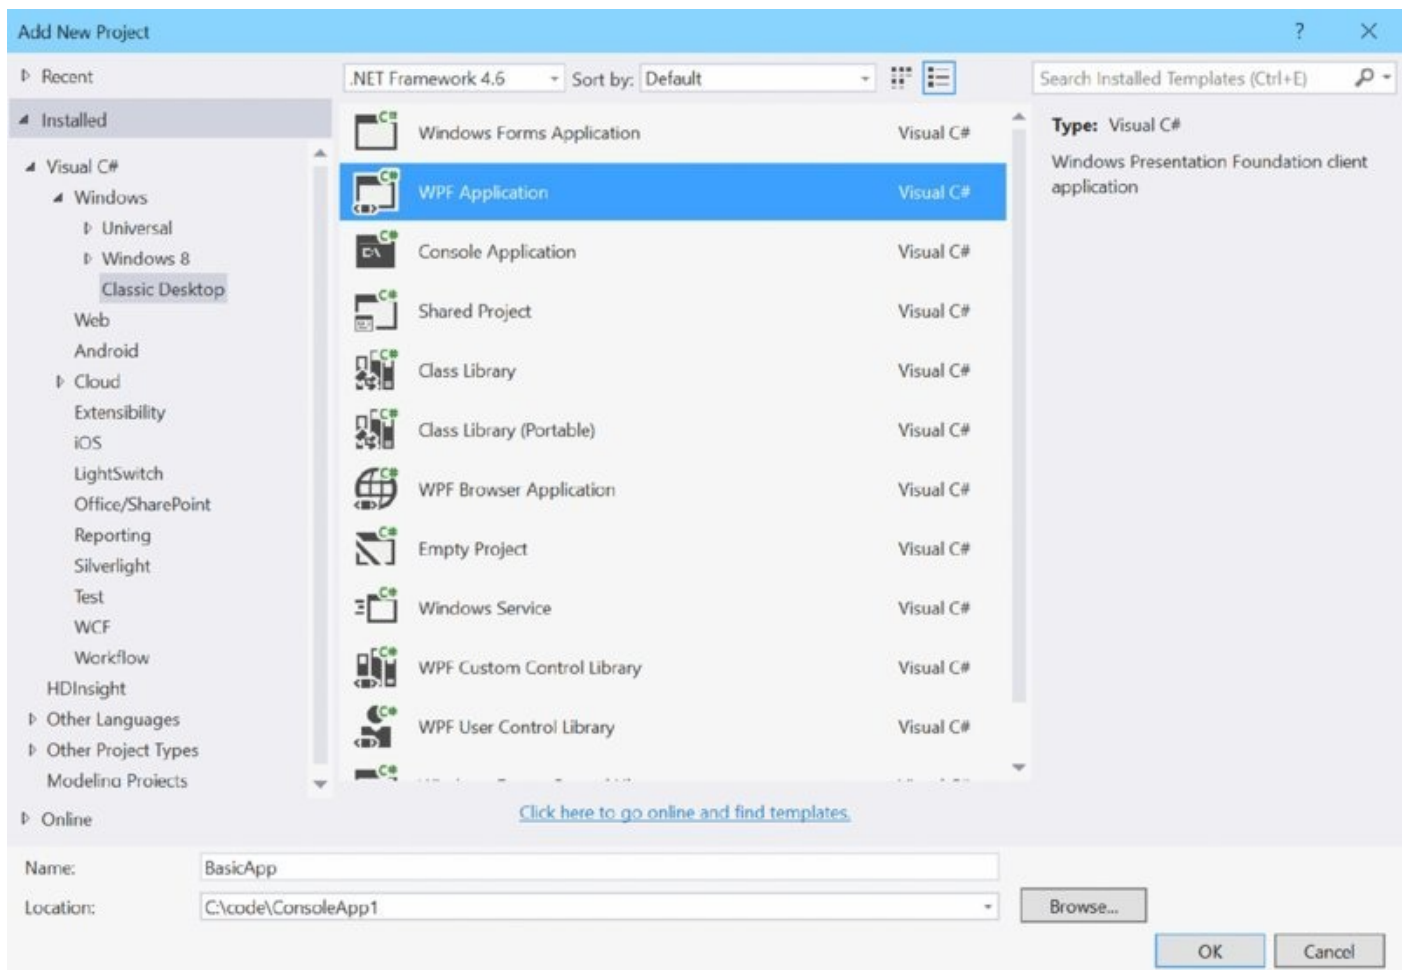 Add New Project
?
Recent
.NET Framework 4.6
Sort by: Default
Search Installed Templates (Ctrl+E)
Installed
Visual C#
Windows
Universal
Windows 8
Classic Desktop
Web
Android
Cloud
Extensibility
iOS
LightSwitch
Office/SharePoint
Reporting
Silverlight
Test
WCF
Workflow
HDInsight
Other Languages
Other Project Types
Modeling Projects
Online
C# Windows Forms Application Visual C#
C# WPF Application Visual C#
C# C:\ Console Application Visual C#
C# Shared Project Visual C#
C# Class Library Visual C#
C# Class Library (Portable) Visual C#
C# WPF Browser Application Visual C#
C# Empty Project Visual C#
C# Windows Service Visual C#
C# WPF Custom Control Library Visual C#
C# WPF User Control Library Visual C#
C#
Click here to go online and find templates.
Type: Visual C#
Windows Presentation Foundation client
application
Name: BasicApp
Location: C:\code\ConsoleApp1
Browse...
OK
Cancel